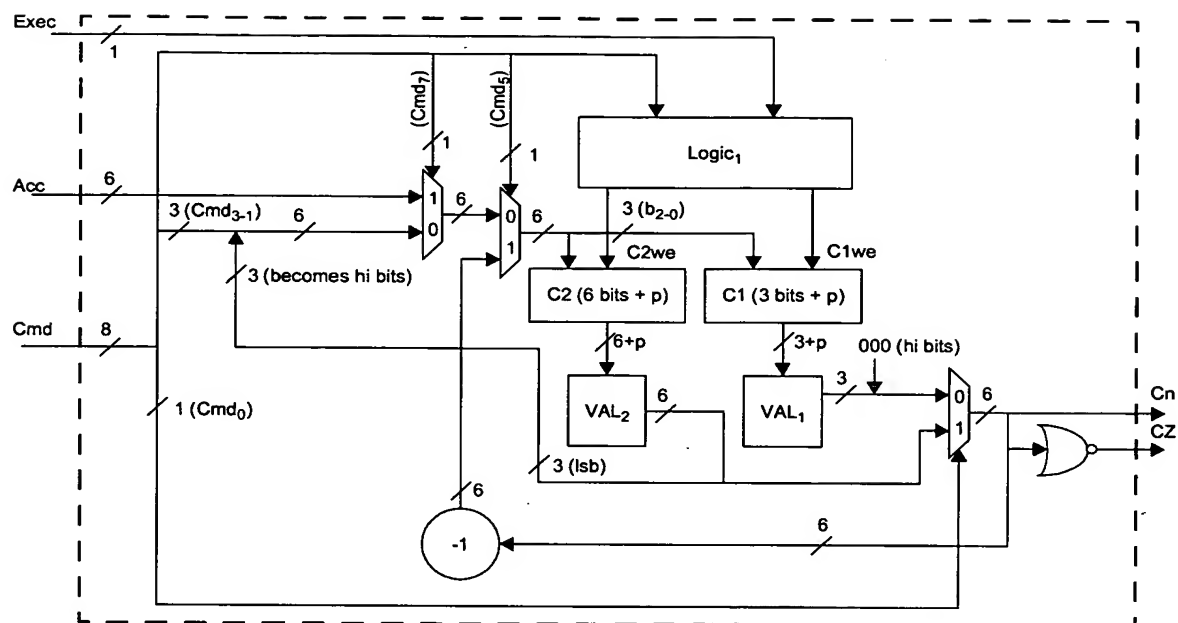 Exec
1
(Cmd₇)
(Cmd₅)
1
1
Logic₁
Acc
6
3 (Cmd₃₋₁)
6
1
0
6
0
1
6
3 (b₂₋₀)
C2we
C1we
3 (becomes hi bits)
C2 (6 bits + p)
C1 (3 bits + p)
Cmd
8
6+p
3+p
000 (hi bits)
1 (Cmd₀)
VAL₂
6
VAL₁
3
0
1
6
Cn
CZ
3 (lsb)
6
-1
6